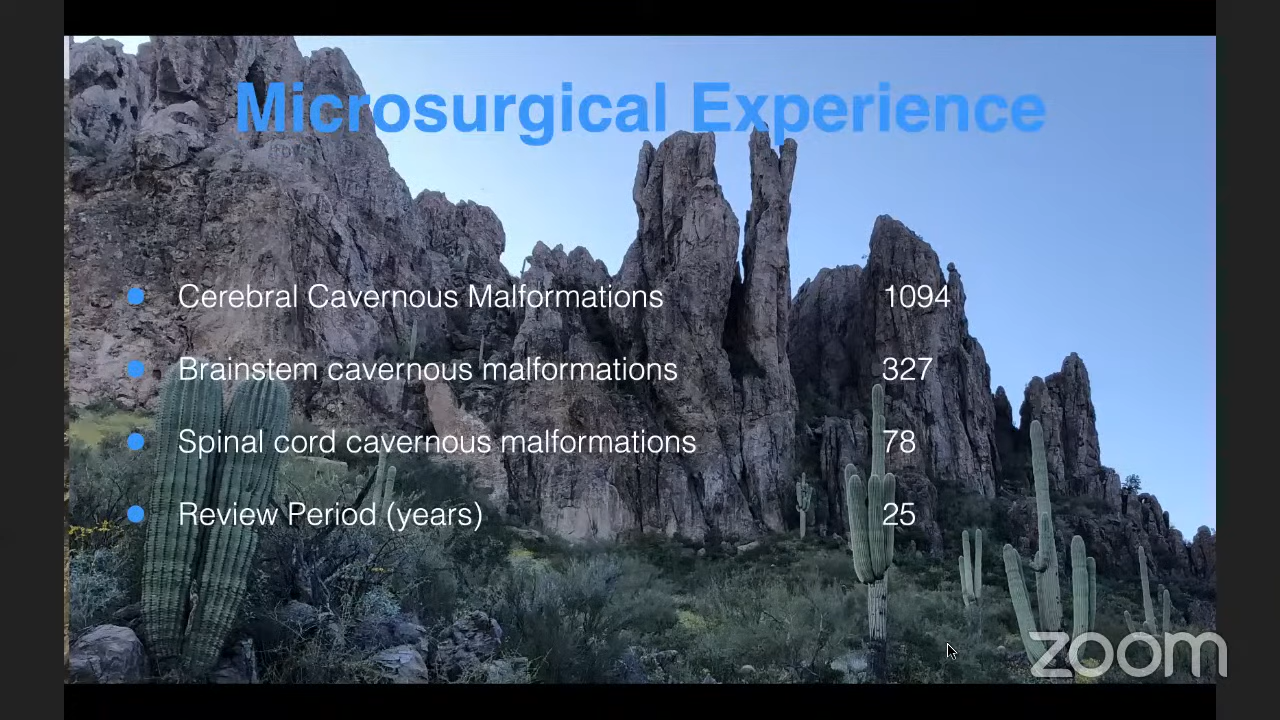 Microsurgical Experience
Cerebral Cavernous Malformations 1094
Brainstem cavernous malformations 327
Spinal cord cavernous malformations 78
Review Period (years) 25
zoom